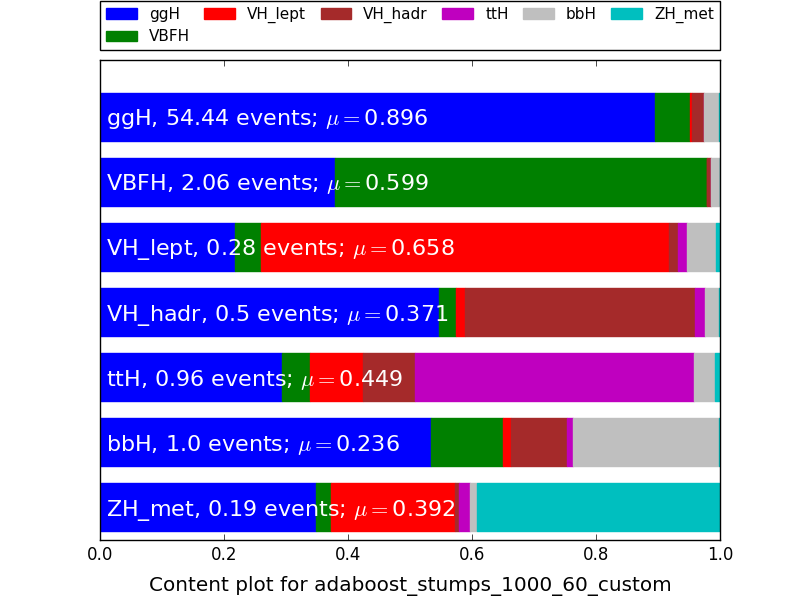 ggH VH_lept VH_hadr ttH bbH ZH_met
VBFH
ggH, 54.44 events; μ = 0.896
VBFH, 2.06 events; μ = 0.599
VH_lept, 0.28 events; μ = 0.658
VH_hadr, 0.5 events; μ = 0.371
ttH, 0.96 events; μ = 0.449
bbH, 1.0 events; μ = 0.236
ZH_met, 0.19 events; μ = 0.392
0.0 0.2 0.4 0.6 0.8 1.0
Content plot for adaboost_stumps_1000_60_custom